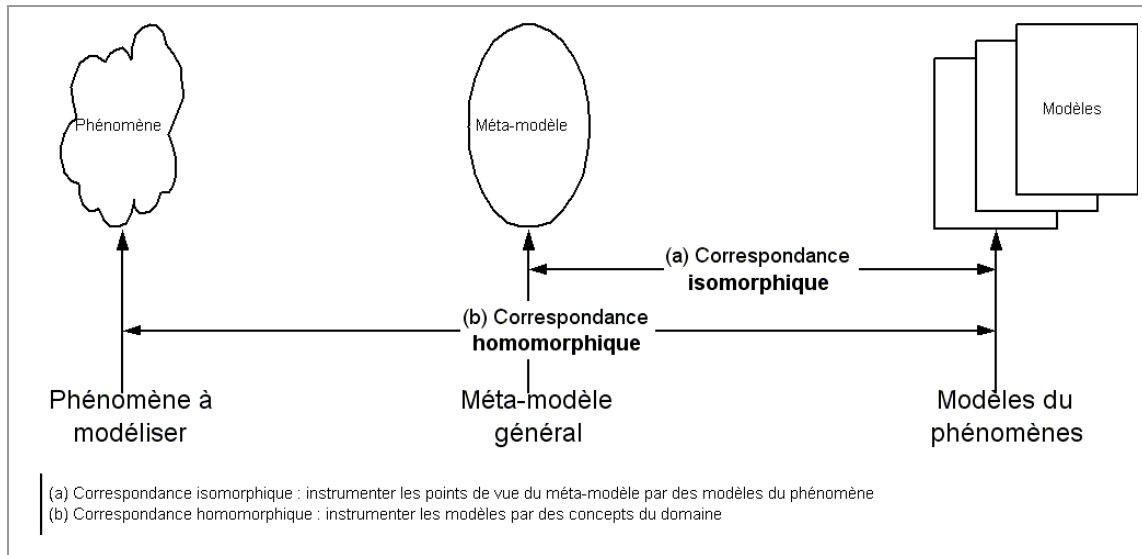 Phénomène
Méta-modèle
Modèles
(a) Correspondance
isomorphique
(b) Correspondance
homomorphique
Phénomène à
modéliser
Méta-modèle
général
Modèles du
phénomènes
(a) Correspondance isomorphique : instrumenter les points de vue du méta-modèle par des modèles du phénomène
(b) Correspondance homomorphique : instrumenter les modèles par des concepts du domaine